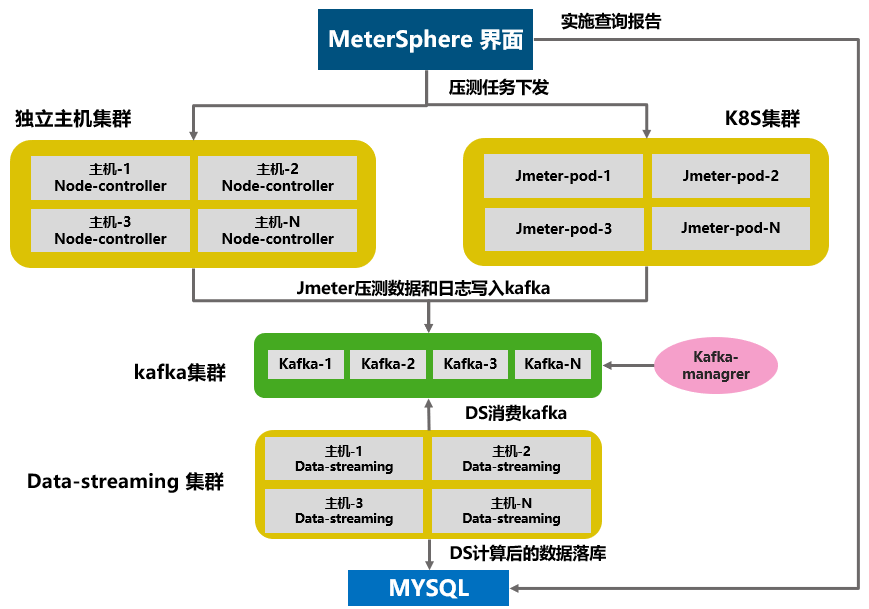 MeterSphere 界面
实施查询报告
压测任务下发
独立主机集群
K8S集群
主机-1
Node-controller
主机-2
Node-controller
主机-3
Node-controller
主机-N
Node-controller
Jmeter-pod-1
Jmeter-pod-2
Jmeter-pod-3
Jmeter-pod-N
Jmeter压测数据和日志写入kafka
kafka集群
Kafka-1
Kafka-2
Kafka-3
Kafka-N
Kafka-
managrer
DS消费kafka
Data-streaming 集群
主机-1
Data-streaming
主机-2
Data-streaming
主机-3
Data-streaming
主机-N
Data-streaming
DS计算后的数据落库
MYSQL